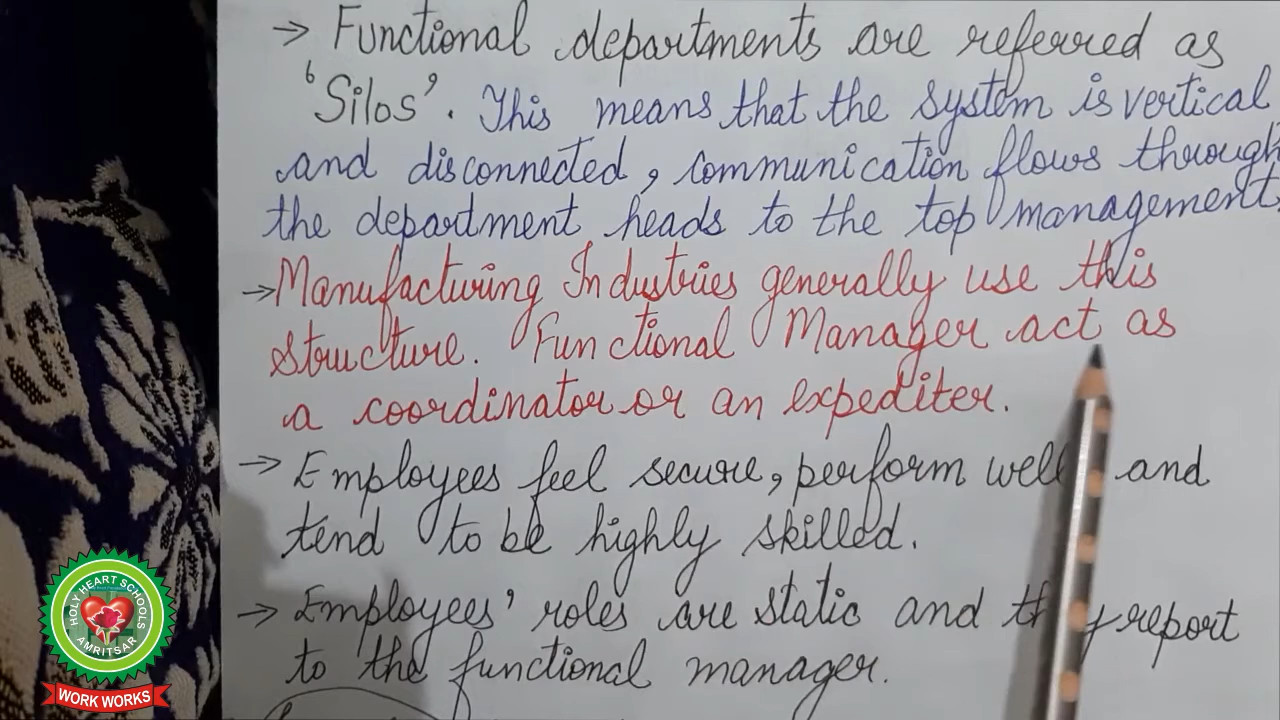 → Functional departments are referred as
'Silos'. This means that the system is vertical
and disconnected, communication flows through
the department heads to the top management.
→ Manufacturing Industries generally use this
structure. Functional Manager act as
a coordinator or an expediter.
→ Employees feel secure, perform well and
tend to be highly skilled.
→ Employees' roles are static and they report
to the functional manager.
HOLY HEART SCHOOLS
AMRITSAR
WORK WORKS